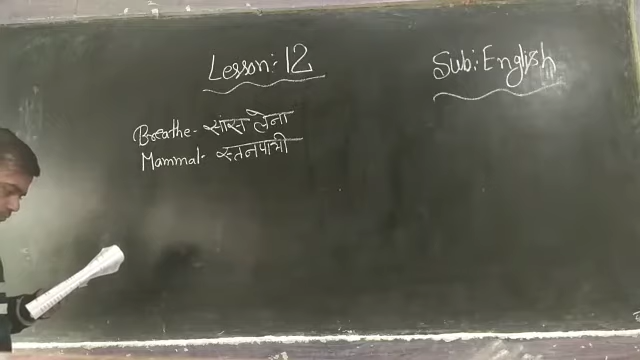 Lesson: 12
Sub: English
Breathe- सांस लेना
Mammal- स्तनपायी